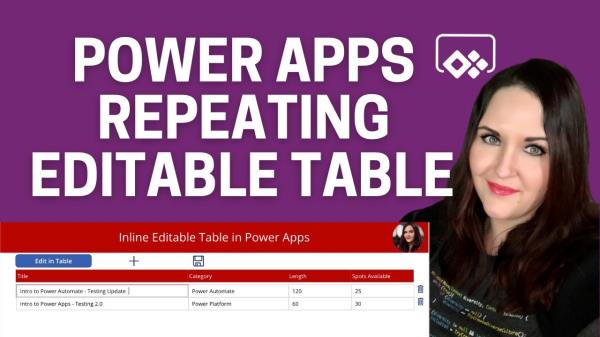 POWER APPS
REPEATING
EDITABLE TABLE
Inline Editable Table in Power Apps
Edit in Table
Title Category Length Spots Available
Intro to Power Automate - Testing Update Power Automate 120 25
Intro to Power Apps - Testing 2.0 Power Platform 60 30